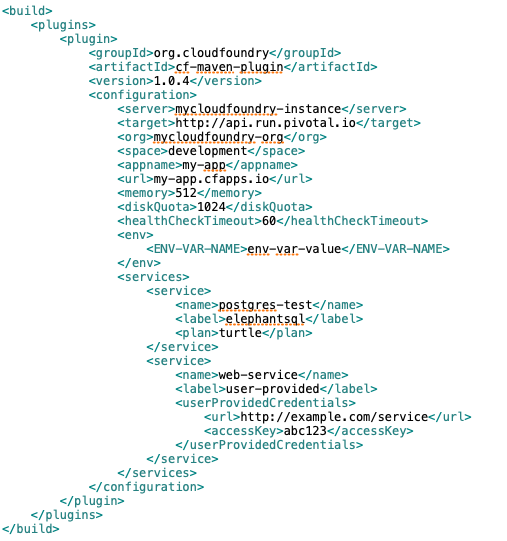 <build>
<plugins>
<plugin>
<groupId>org.cloudfoundry</groupId>
<artifactId>cf-maven-plugin</artifactId>
<version>1.0.4</version>
<configuration>
<server>mycloudfoundry-instance</server>
<target>http://api.run.pivotal.io</target>
<org>mycloudfoundry-org</org>
<space>development</space>
<appname>my-app</appname>
<url>my-app.cfapps.io</url>
<memory>512</memory>
<diskQuota>1024</diskQuota>
<healthCheckTimeout>60</healthCheckTimeout>
<env>
<ENV-VAR-NAME>env-var-value</ENV-VAR-NAME>
</env>
<services>
<service>
<name>postgres-test</name>
<label>elephantsql</label>
<plan>turtle</plan>
</service>
<service>
<name>web-service</name>
<label>user-provided</label>
<userProvidedCredentials>
<url>http://example.com/service</url>
<accessKey>abc123</accessKey>
</userProvidedCredentials>
</service>
</services>
</configuration>
</plugin>
</plugins>
</build>